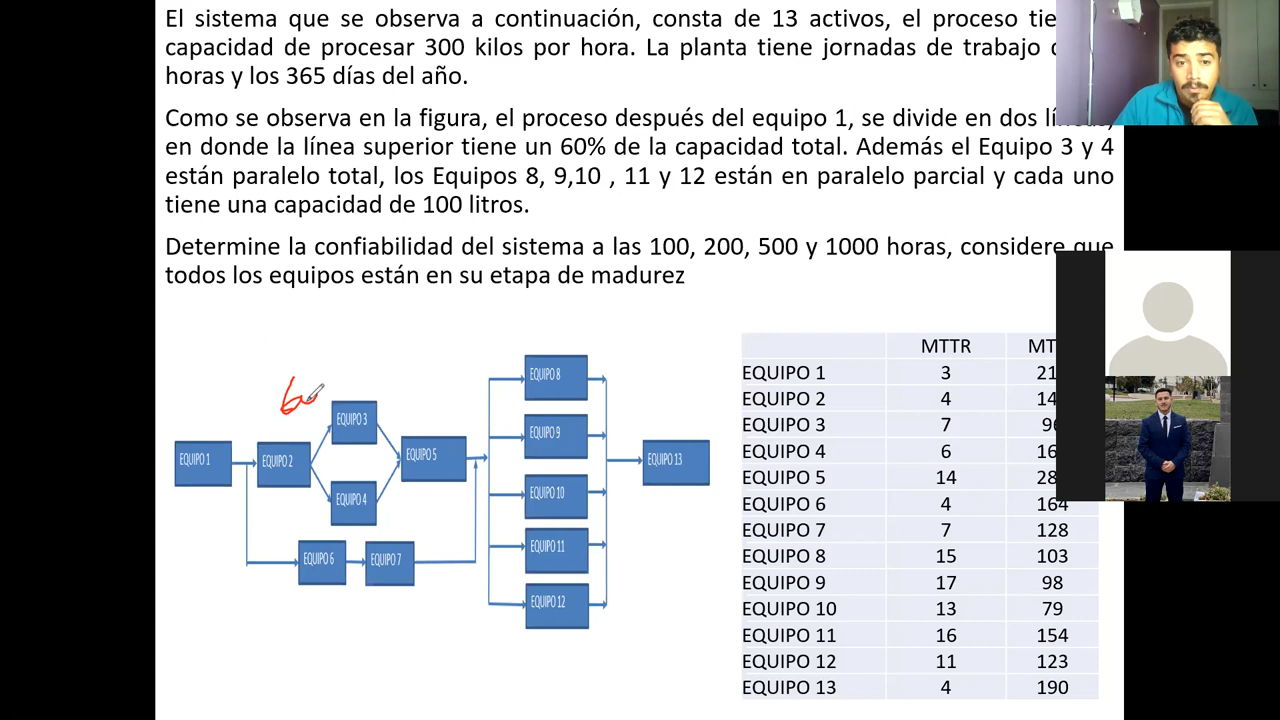 El sistema que se observa a continuación, consta de 13 activos, el proceso
capacidad de procesar 300 kilos por hora. La planta tiene jornadas de trabajo
horas y los 365 días del año.
Como se observa en la figura, el proceso después del equipo 1, se divide en dos
en donde la línea superior tiene un 60% de la capacidad total. Además el Equipo 3 y 4
están paralelo total, los Equipos 8, 9,10 , 11 y 12 están en paralelo parcial y cada uno
tiene una capacidad de 100 litros.
Determine la confiabilidad del sistema a las 100, 200, 500 y 1000 horas, considere que
todos los equipos están en su etapa de madurez
EQUIPO 1
EQUIPO 2
EQUIPO 3
EQUIPO 4
EQUIPO 5
EQUIPO 6
EQUIPO 7
EQUIPO 8
EQUIPO 9
EQUIPO 10
EQUIPO 11
EQUIPO 12
EQUIPO 13
MTTR
EQUIPO 1 3
EQUIPO 2 4
EQUIPO 3 7
EQUIPO 4 6
EQUIPO 5 14
EQUIPO 6 4 164
EQUIPO 7 7 128
EQUIPO 8 15 103
EQUIPO 9 17 98
EQUIPO 10 13 79
EQUIPO 11 16 154
EQUIPO 12 11 123
EQUIPO 13 4 190